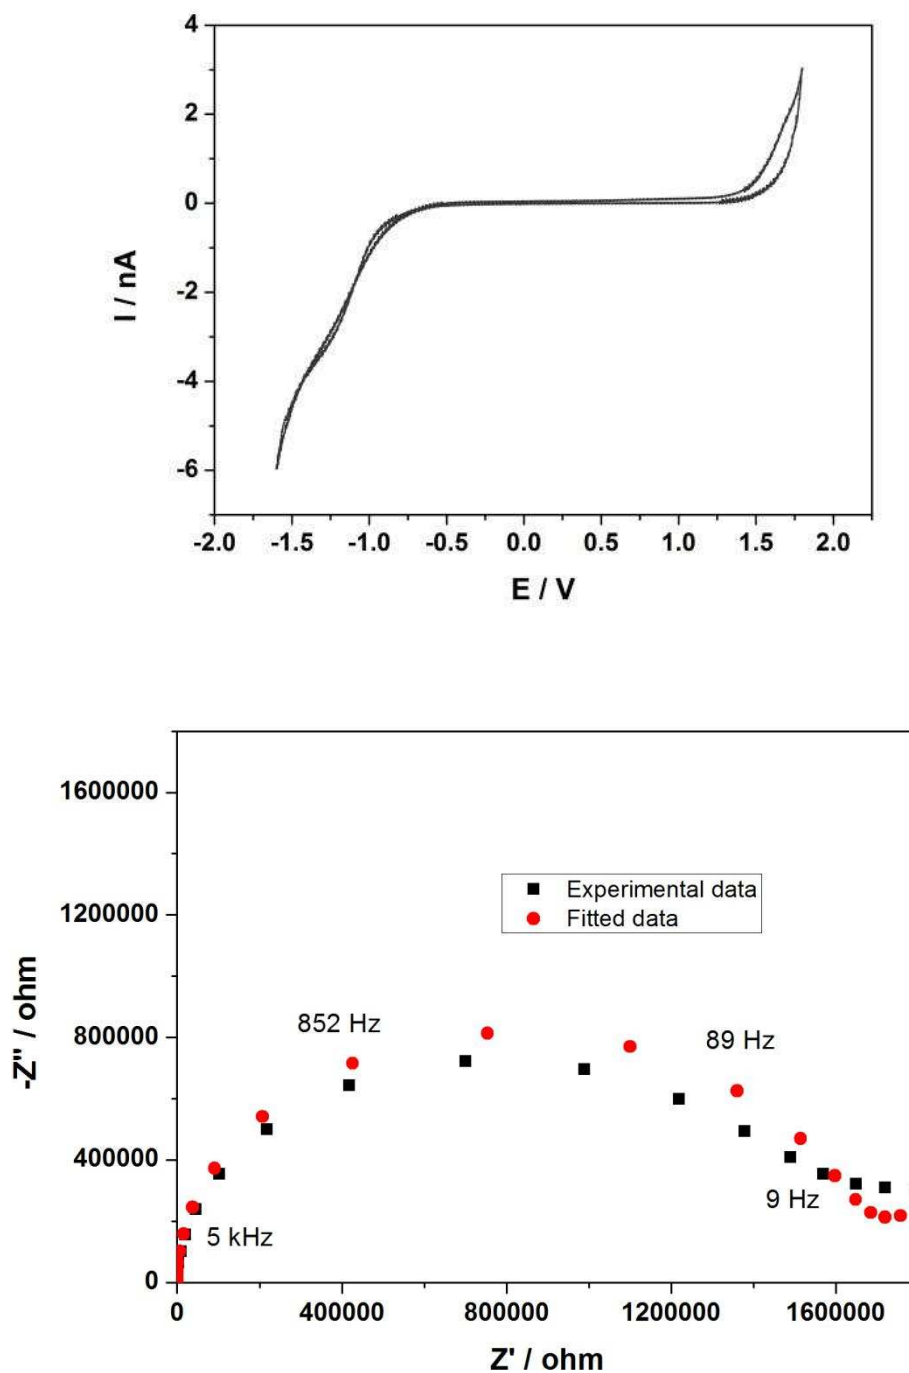 4
2
0
-2
-4
-6
I / nA
-2.0 -1.5 -1.0 -0.5 0.0 0.5 1.0 1.5 2.0
E / V
1600000
1200000
800000
400000
0
-Z" / ohm
Experimental data
Fitted data
852 Hz
89 Hz
9 Hz
5 kHz
0 400000 800000 1200000 1600000
Z' / ohm